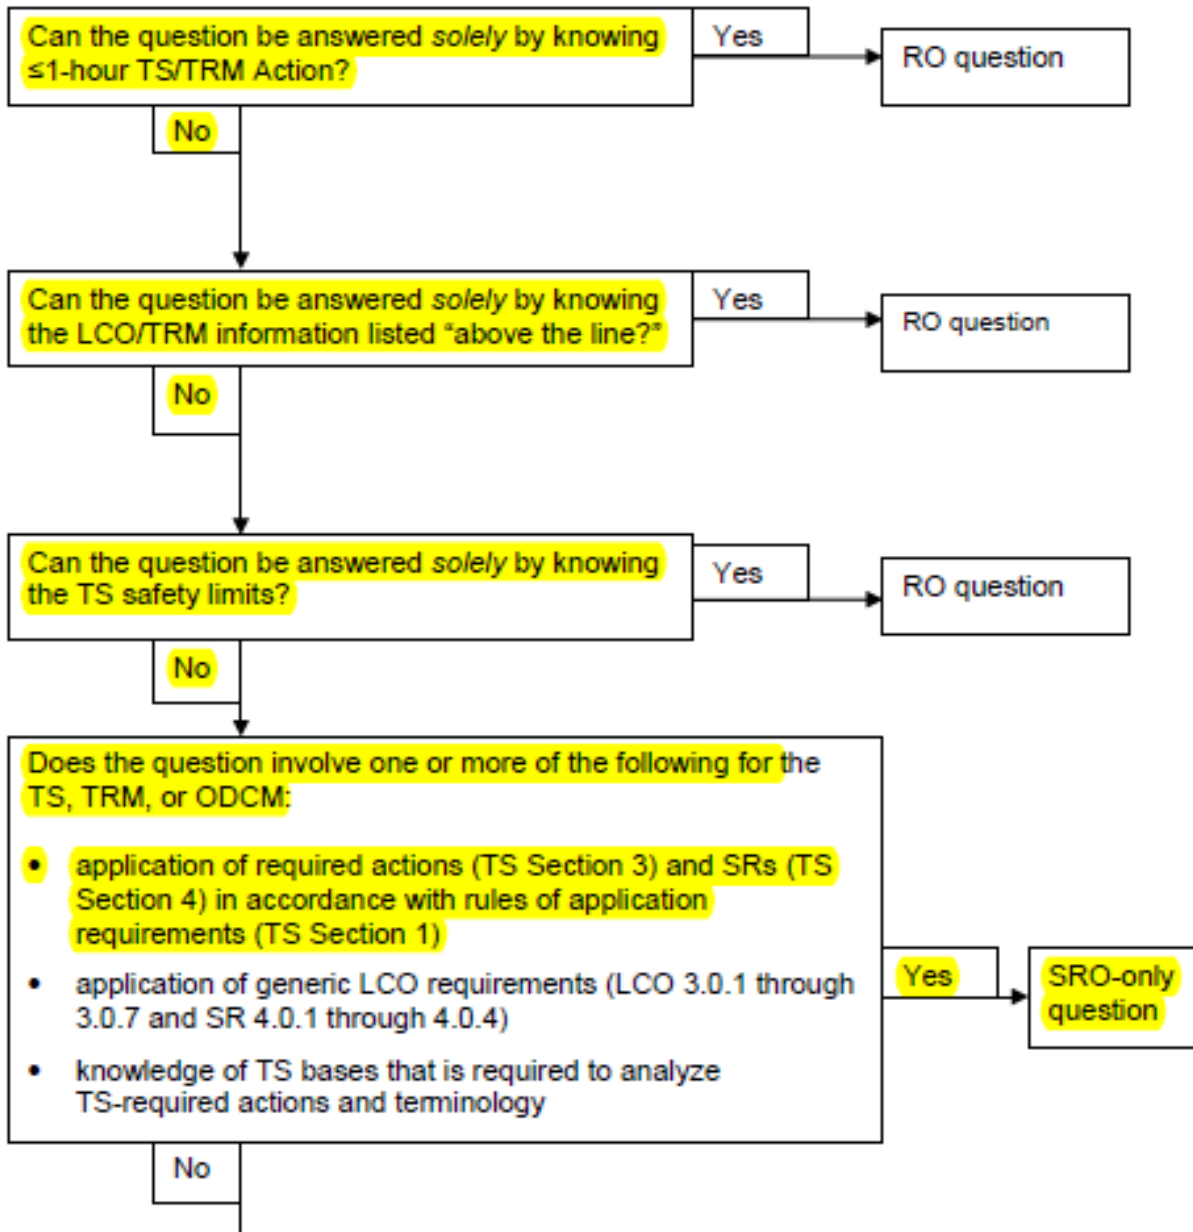 Can the question be answered solely by knowing
≤1-hour TS/TRM Action?
Yes
RO question
No
Can the question be answered solely by knowing
the LCO/TRM information listed “above the line?”
Yes
RO question
No
Can the question be answered solely by knowing
the TS safety limits?
Yes
RO question
No
Does the question involve one or more of the following for the
TS, TRM, or ODCM:
• application of required actions (TS Section 3) and SRs (TS
Section 4) in accordance with rules of application
requirements (TS Section 1)
• application of generic LCO requirements (LCO 3.0.1 through
3.0.7 and SR 4.0.1 through 4.0.4)
• knowledge of TS bases that is required to analyze
TS-required actions and terminology
Yes
SRO-only
question
No